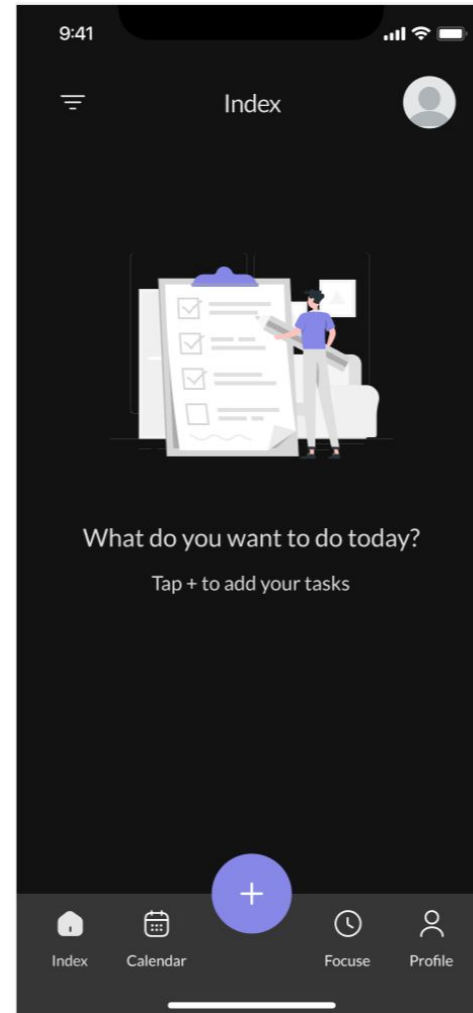 9:41
Index
What do you want to do today?
Tap + to add your tasks
Index
Calendar
Focuse
Profile